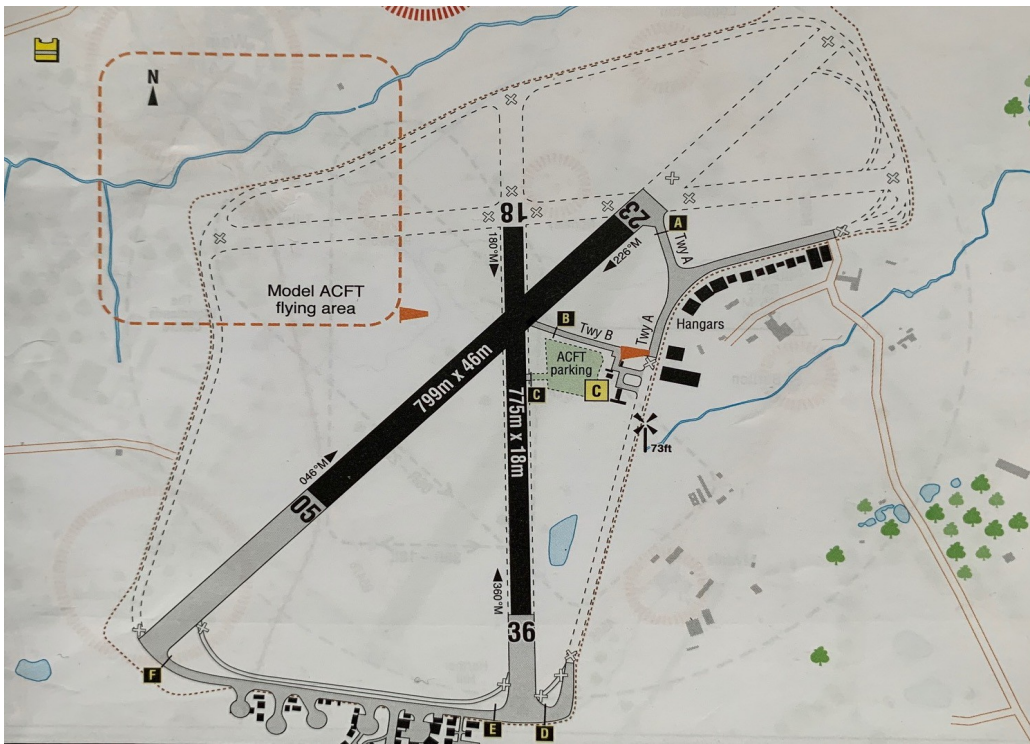 N
18
180°M
23
226°M
A
Twy A
Model ACFT
flying area
B
Twy B
Twy A
Hangars
ACFT
parking
C
C
799m x 46m
775m x 18m
73ft
046°M
05
360°M
36
F
E
D